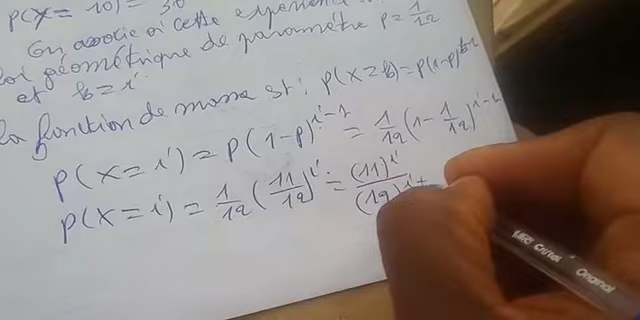 P(X = 10) = 
On associe à cette expérience
loi géométrique de paramètre p = 1/12
et k = i
La fonction de masse st : P(X = k) = p(1-p)^{k-1}
P(X = i) = p(1-p)^{i-1} = 1/12 (1 - 1/12)^{i-1}
P(X = i) = 1/12 (11/12)^i = (11)^i/(12)^{i+
BIC Cristal Original